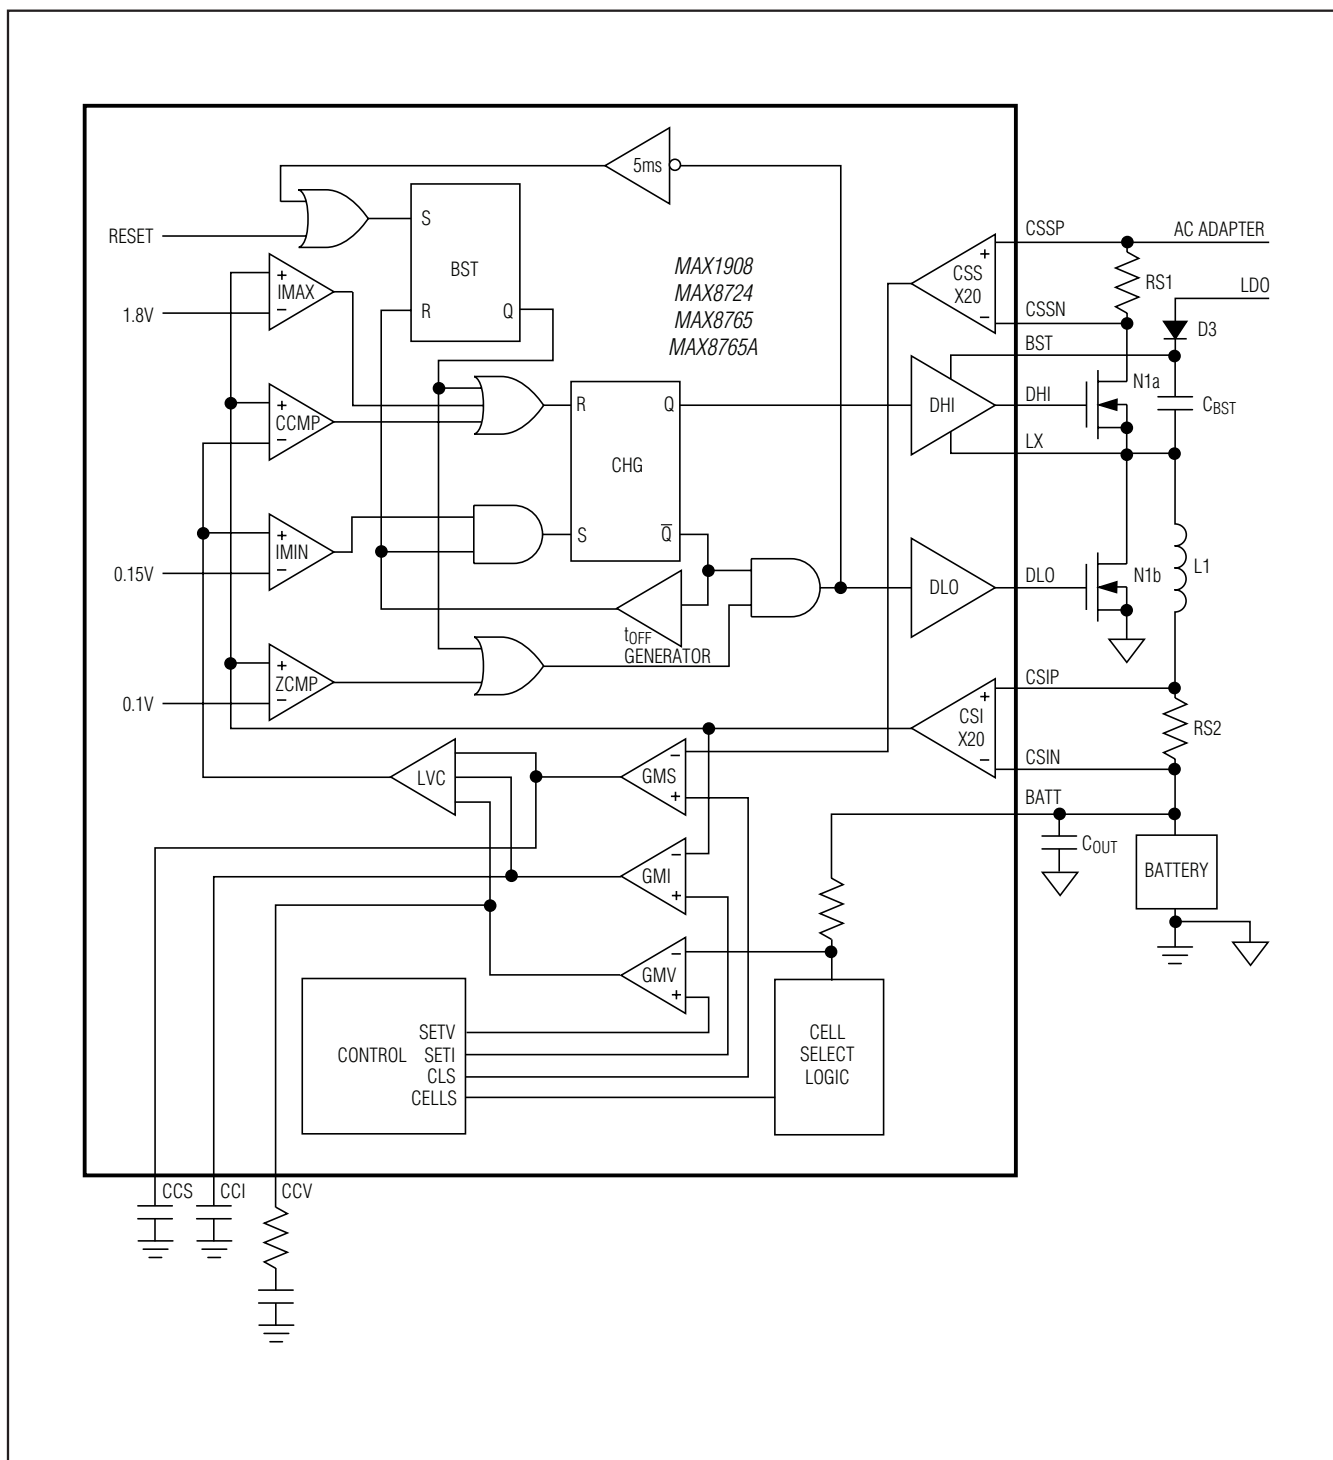 5ms
RESET
S
BST
R
Q
MAX1908
MAX8724
MAX8765
MAX8765A
+
IMAX
−
1.8V
CSSP
AC ADAPTER
+
CSS
X20
−
RS1
LDO
CSSN
D3
BST
N1a
DHI
DHI
CBST
LX
+
CCMP
−
R
Q
CHG
S
Q
+
IMIN
−
0.15V
DLO
DLO
N1b
L1
tOFF
GENERATOR
+
ZCMP
−
0.1V
CSIP
+
CSI
X20
−
RS2
CSIN
LVC
−
GMS
+
BATT
COUT
BATTERY
−
GMI
+
−
GMV
+
CONTROL
SETV
SETI
CLS
CELLS
CELL
SELECT
LOGIC
CCS
CCI
CCV